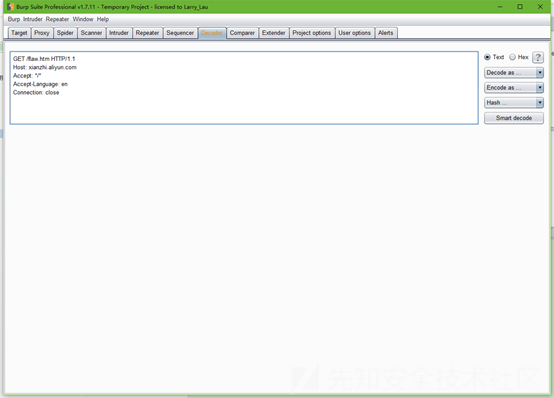 Burp Suite Professional v1.7.11 - Temporary Project - licensed to Larry_Lau
Burp Intruder Repeater Window Help
Target Proxy Spider Scanner Intruder Repeater Sequencer Decoder Comparer Extender Project options User options Alerts
GET /flaw.htm HTTP/1.1
Host: xianzhi.aliyun.com
Accept: */*
Accept-Language: en
Connection: close
Text Hex ?
Decode as ...
Encode as ...
Hash ...
Smart decode
先知安全技术社区